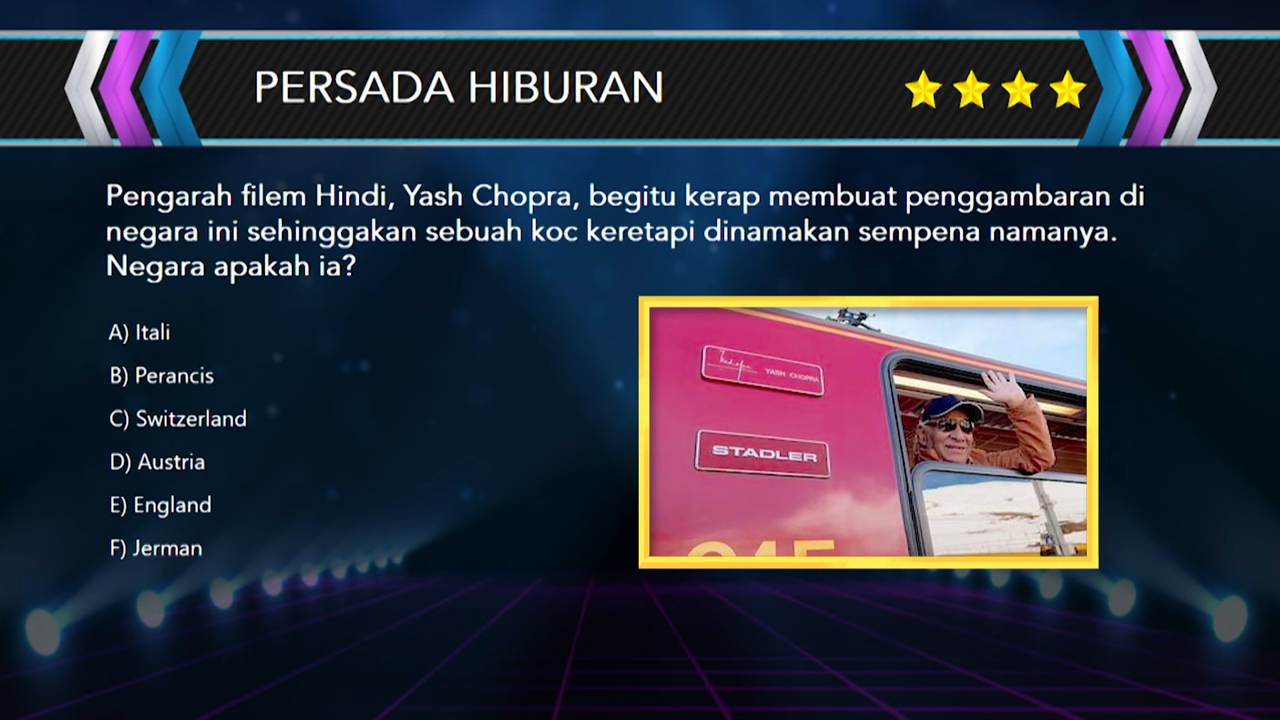 PERSADA HIBURAN
Pengarah filem Hindi, Yash Chopra, begitu kerap membuat penggambaran di
negara ini sehinggakan sebuah koc keretapi dinamakan sempena namanya.
Negara apakah ia?
A) Itali
B) Perancis
C) Switzerland
D) Austria
E) England
F) Jerman
YASH CHOPRA
STADLER